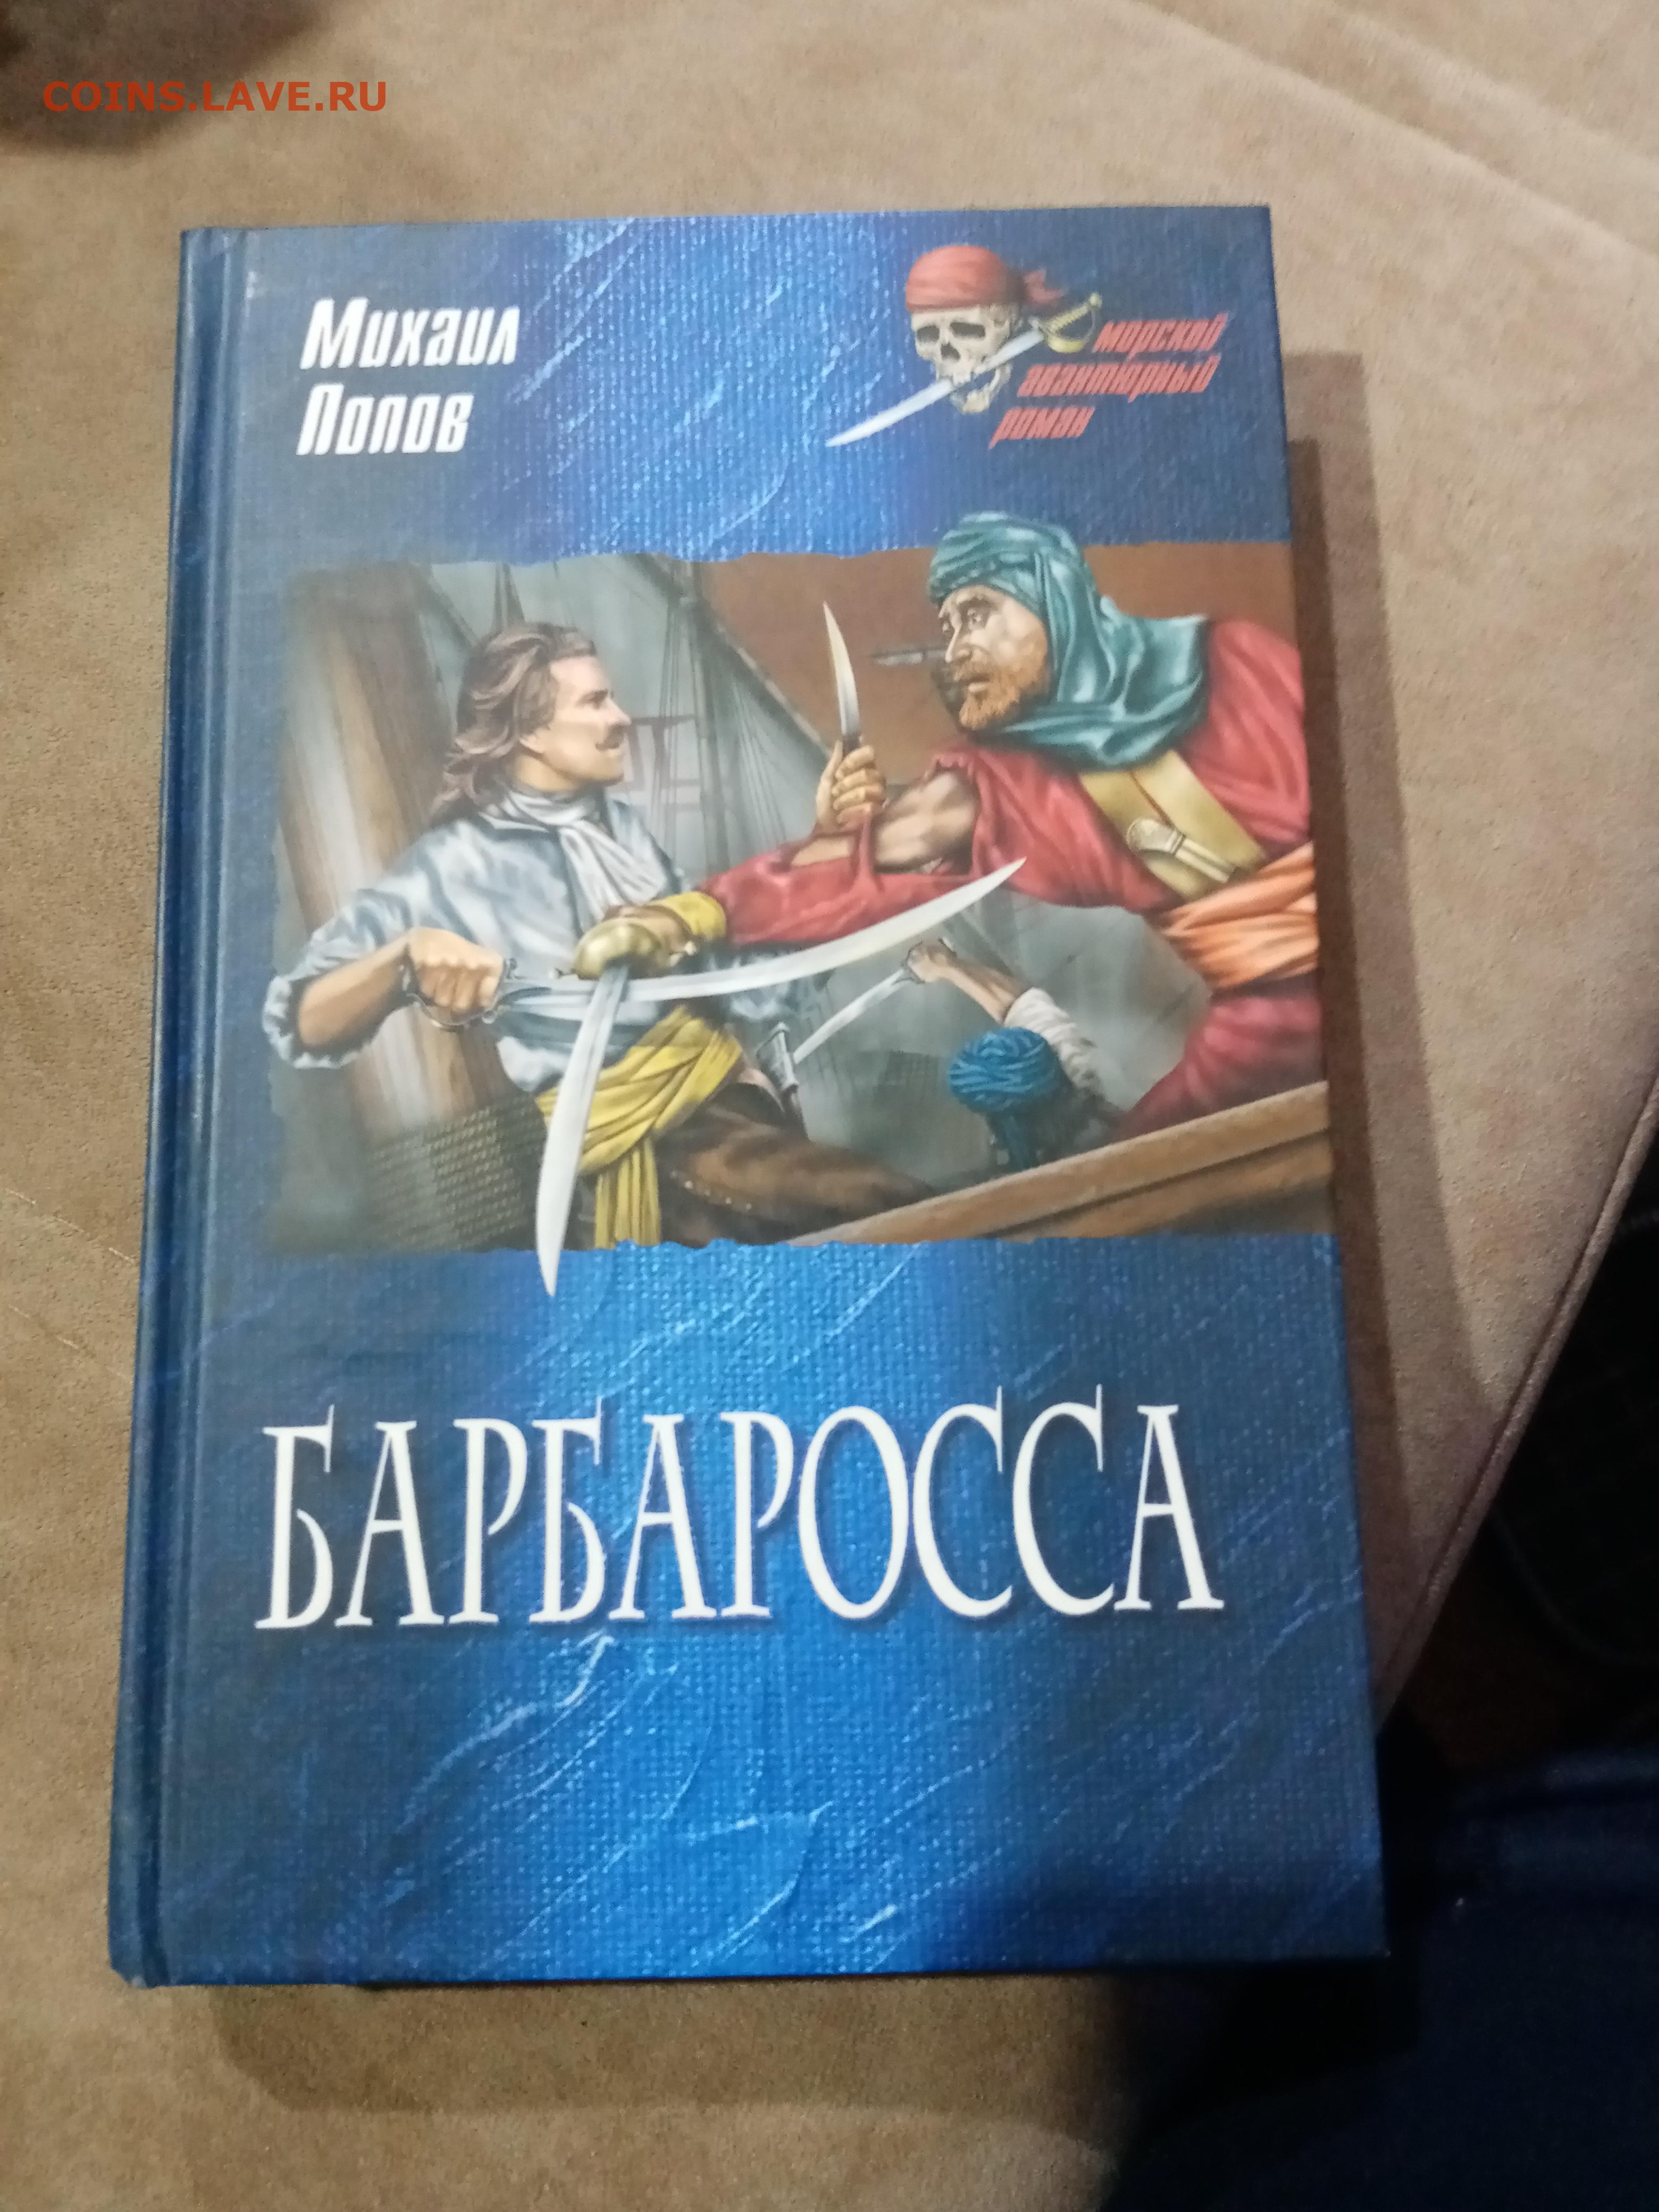 COINS.LAVE.RU
Михаил
Попов
морской
авантюрный
роман
БАРБАРОССА